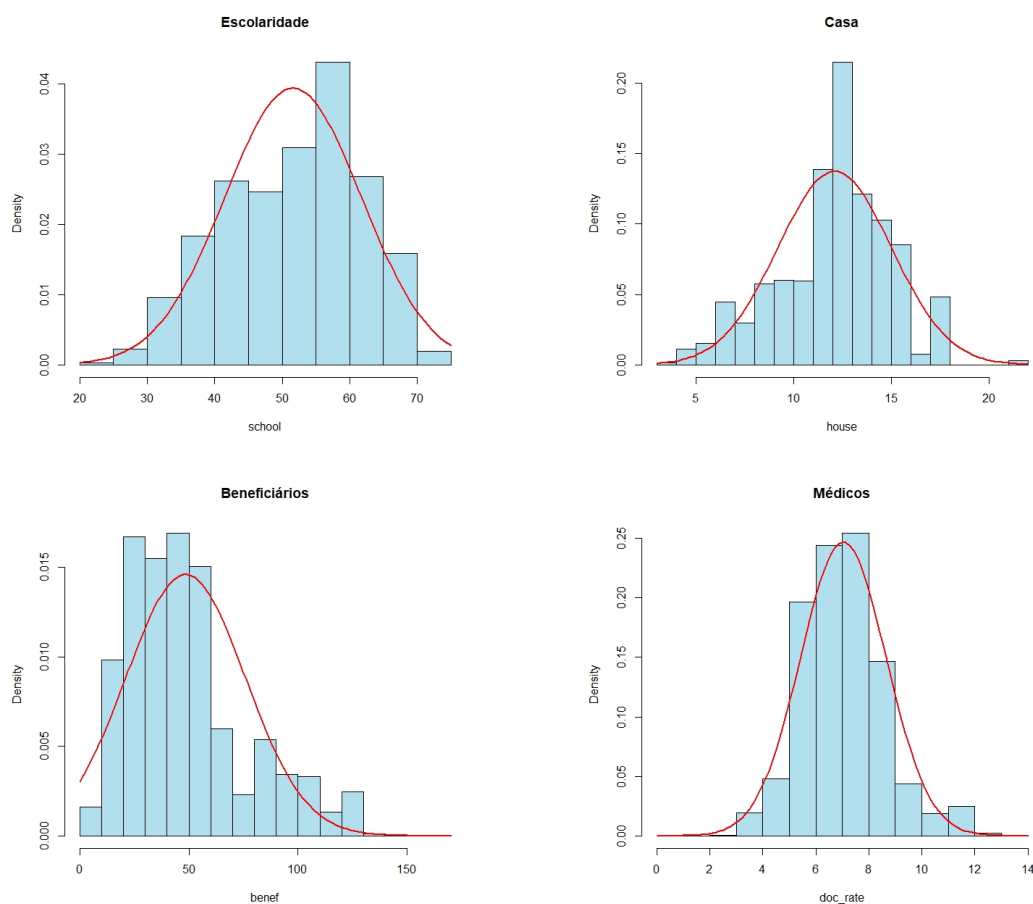 Escolaridade
Density
0.00 0.01 0.02 0.03 0.04
20 30 40 50 60 70
school
Casa
Density
0.00 0.05 0.10 0.15 0.20
5 10 15 20
house
Beneficiários
Density
0.000 0.005 0.010 0.015
0 50 100 150
benef
Médicos
Density
0.00 0.05 0.10 0.15 0.20 0.25
0 2 4 6 8 10 12 14
doc_rate